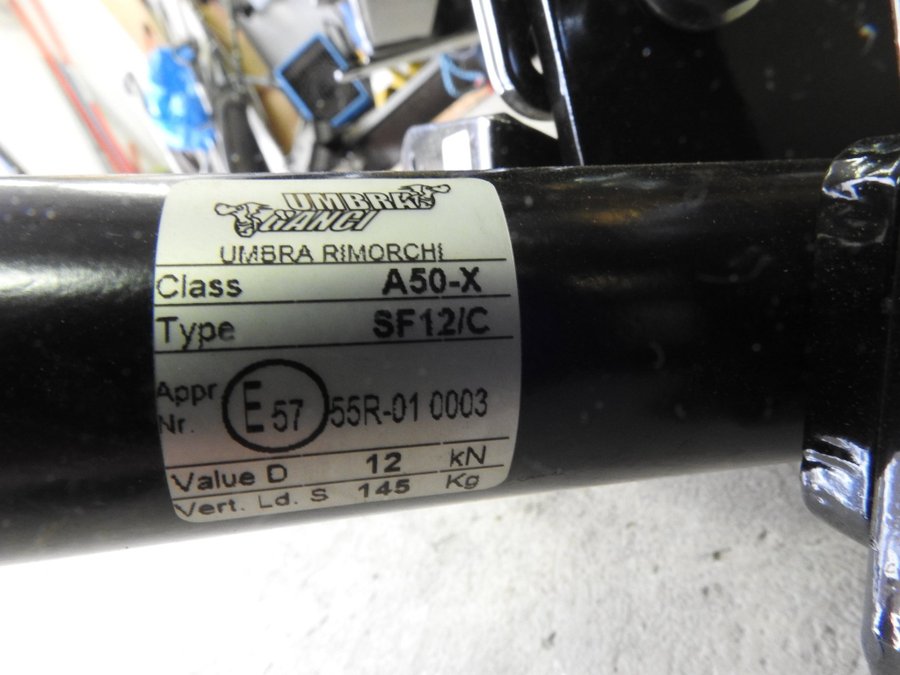 UMBRA
GANCI
UMBRA RIMORCHI
Class A50-X
Type SF12/C
Appr Nr. E 57 55R-01 0003
Value D 12 kN
Vert. Ld. S 145 Kg